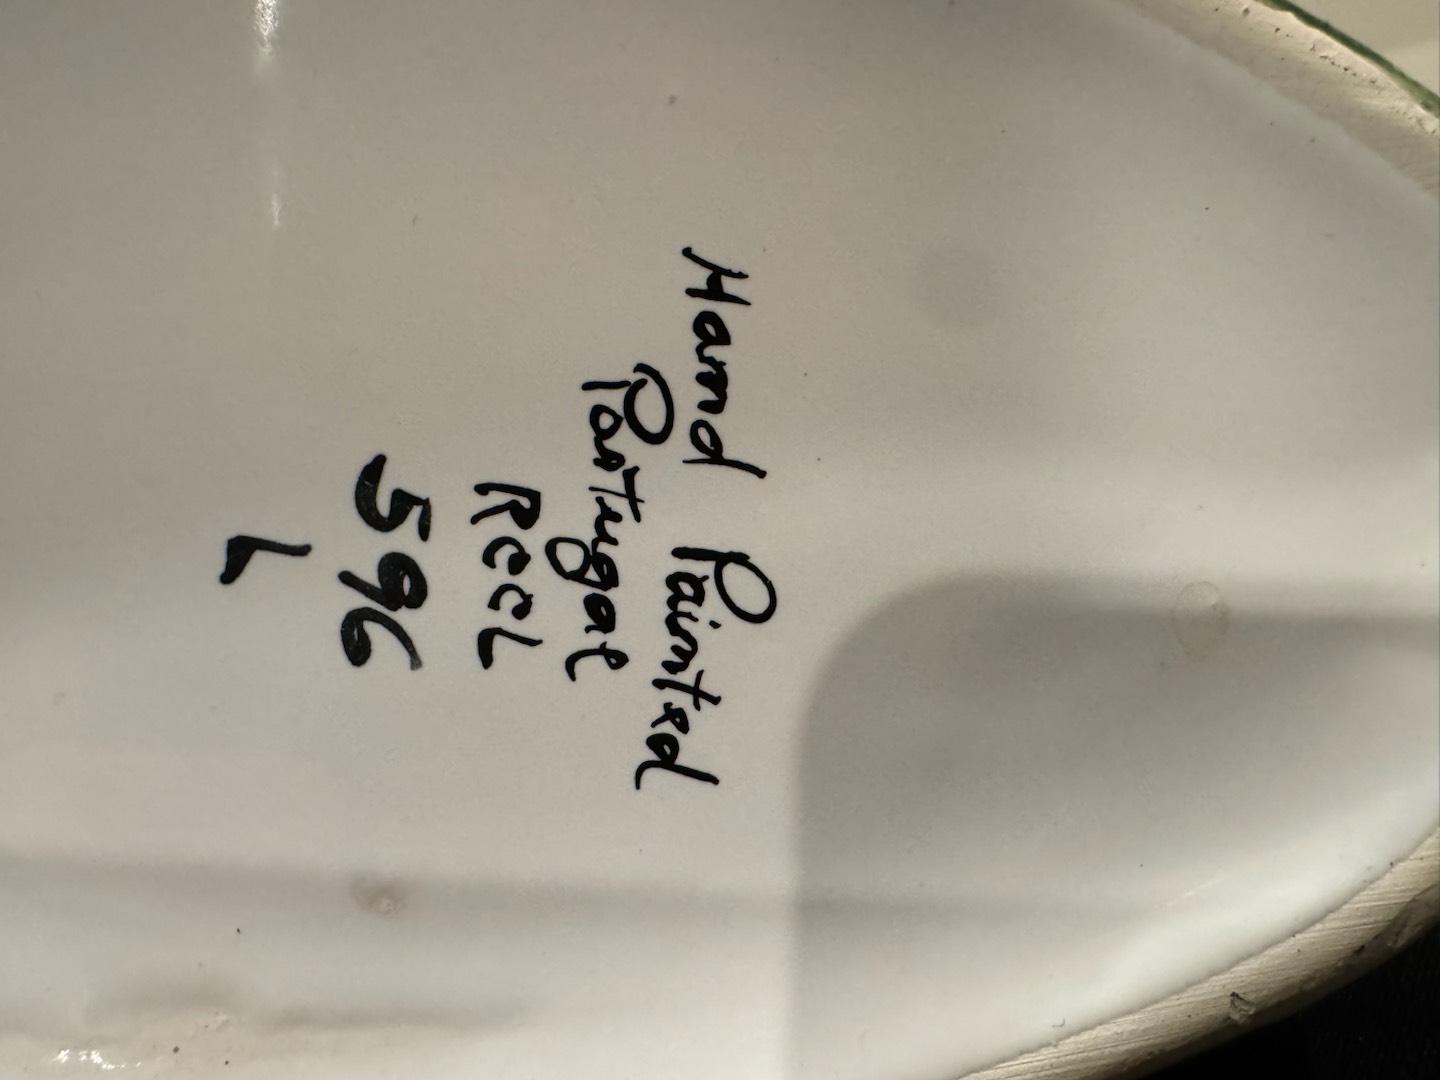 Hand Painted
Portugal
RCCL
596
L